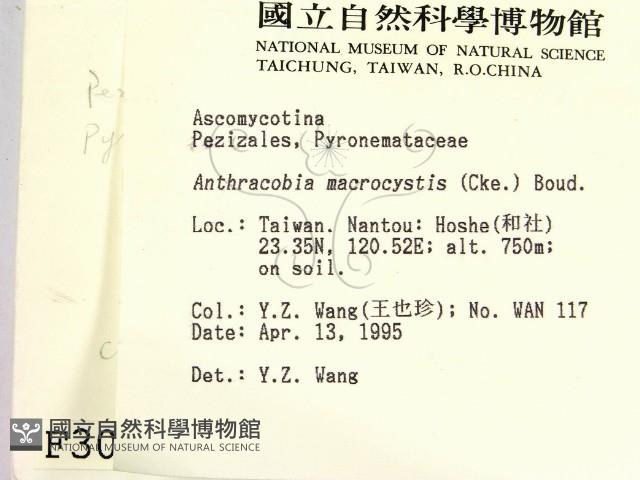 國立自然科學博物館
NATIONAL MUSEUM OF NATURAL SCIENCE
TAICHUNG, TAIWAN, R.O.CHINA
Ascomycotina
Pezizales, Pyronemataceae
Anthracobia macrocystis (Cke.) Boud.
Loc.: Taiwan. Nantou: Hoshe(和社)
23.35N, 120.52E; alt. 750m;
on soil.
Col.: Y.Z. Wang(王也珍); No. WAN 117
Date: Apr. 13, 1995
Det.: Y.Z. Wang
國立自然科學博物館
NATIONAL MUSEUM OF NATURAL SCIENCE